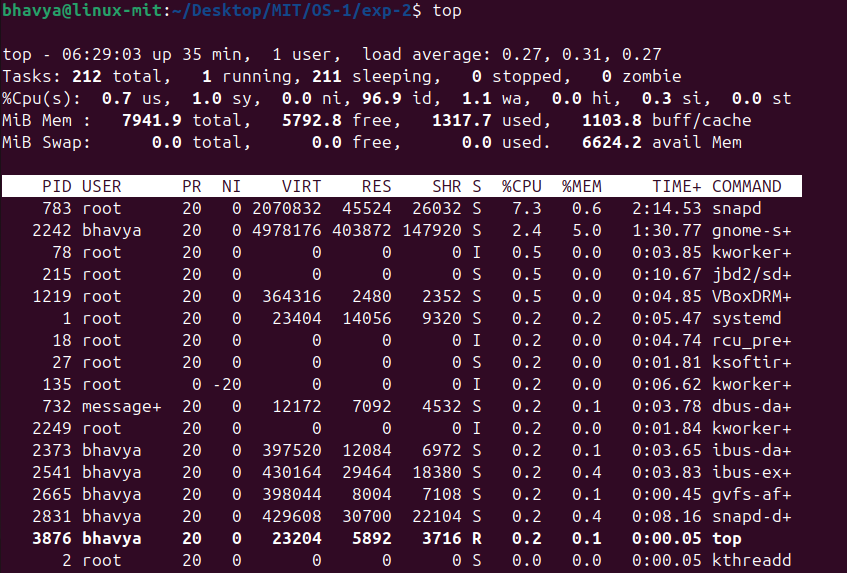 bhavya@linux-mit:~/Desktop/MIT/OS-1/exp-2$ top
top - 06:29:03 up 35 min,  1 user,  load average: 0.27, 0.31, 0.27
Tasks: 212 total,   1 running, 211 sleeping,   0 stopped,   0 zombie
%Cpu(s):  0.7 us,  1.0 sy,  0.0 ni, 96.9 id,  1.1 wa,  0.0 hi,  0.3 si,  0.0 st
MiB Mem :   7941.9 total,   5792.8 free,   1317.7 used,   1103.8 buff/cache
MiB Swap:      0.0 total,      0.0 free,      0.0 used.   6624.2 avail Mem
PID USER      PR  NI    VIRT    RES    SHR S  %CPU  %MEM     TIME+ COMMAND
783 root      20   0 2070832  45524  26032 S   7.3   0.6   2:14.53 snapd
2242 bhavya    20   0 4978176 403872 147920 S   2.4   5.0   1:30.77 gnome-s+
78 root      20   0       0      0      0 I   0.5   0.0   0:03.85 kworker+
215 root      20   0       0      0      0 S   0.5   0.0   0:10.67 jbd2/sd+
1219 root      20   0  364316   2480   2352 S   0.5   0.0   0:04.85 VBoxDRM+
1 root      20   0   23404  14056   9320 S   0.2   0.2   0:05.47 systemd
18 root      20   0       0      0      0 I   0.2   0.0   0:04.74 rcu_pre+
27 root      20   0       0      0      0 S   0.2   0.0   0:01.81 ksoftir+
135 root       0 -20       0      0      0 I   0.2   0.0   0:06.62 kworker+
732 message+  20   0   12172   7092   4532 S   0.2   0.1   0:03.78 dbus-da+
2249 root      20   0       0      0      0 I   0.2   0.0   0:01.84 kworker+
2373 bhavya    20   0  397520  12084   6972 S   0.2   0.1   0:03.65 ibus-da+
2541 bhavya    20   0  430164  29464  18380 S   0.2   0.4   0:03.83 ibus-ex+
2665 bhavya    20   0  398044   8004   7108 S   0.2   0.1   0:00.45 gvfs-af+
2831 bhavya    20   0  429608  30700  22104 S   0.2   0.4   0:08.16 snapd-d+
3876 bhavya    20   0   23204   5892   3716 R   0.2   0.1   0:00.05 top
2 root      20   0       0      0      0 S   0.0   0.0   0:00.05 kthreadd